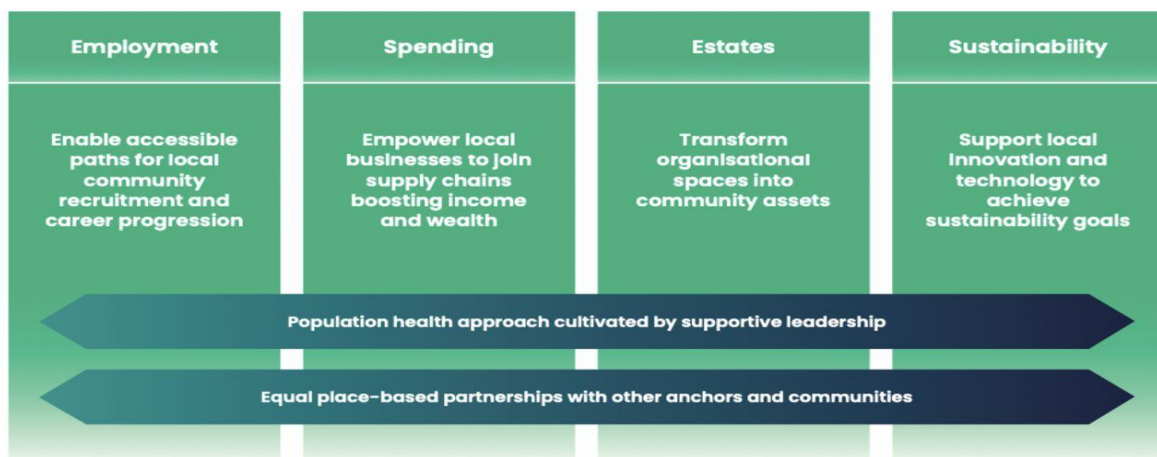 Employment
Enable accessible
paths for local
community
recruitment and
career progression
Spending
Empower local
businesses to join
supply chains
boosting income
and wealth
Estates
Transform
organisational
spaces into
community assets
Sustainability
Support local
innovation and
technology to
achieve
sustainability goals
Population health approach cultivated by supportive leadership
Equal place-based partnerships with other anchors and communities